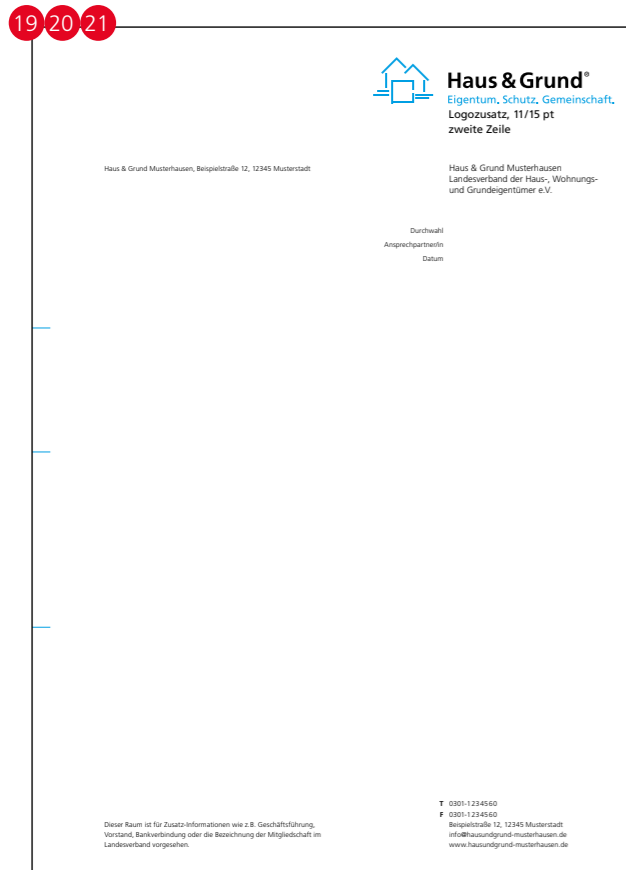 19 20 21
Haus & Grund®
Eigentum. Schutz. Gemeinschaft.
Logozusatz, 11/15 pt
zweite Zeile
Haus & Grund Musterhausen, Beispielstraße 12, 12345 Musterstadt
Haus & Grund Musterhausen
Landesverband der Haus-, Wohnungs-
und Grundeigentümer e.V.
Durchwahl
Ansprechpartner/in
Datum
T 0301-1234560
F 0301-1234560
Beispielstraße 12, 12345 Musterstadt
info@hausundgrund-musterhausen.de
www.hausundgrund-musterhausen.de
Dieser Raum ist für Zusatz-Informationen wie z.B. Geschäftsführung,
Vorstand, Bankverbindung oder die Bezeichnung der Mitgliedschaft im
Landesverband vorgesehen.